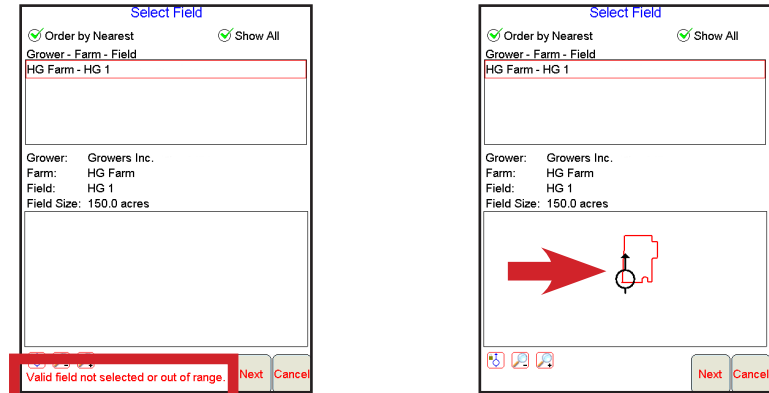 Select Field
Order by Nearest Show All
Grower - Farm - Field
HG Farm - HG 1
Grower: Growers Inc.
Farm: HG Farm
Field: HG 1
Field Size: 150.0 acres
Valid field not selected or out of range.
Next Cancel
Select Field
Order by Nearest Show All
Grower - Farm - Field
HG Farm - HG 1
Grower: Growers Inc.
Farm: HG Farm
Field: HG 1
Field Size: 150.0 acres
Next Cancel